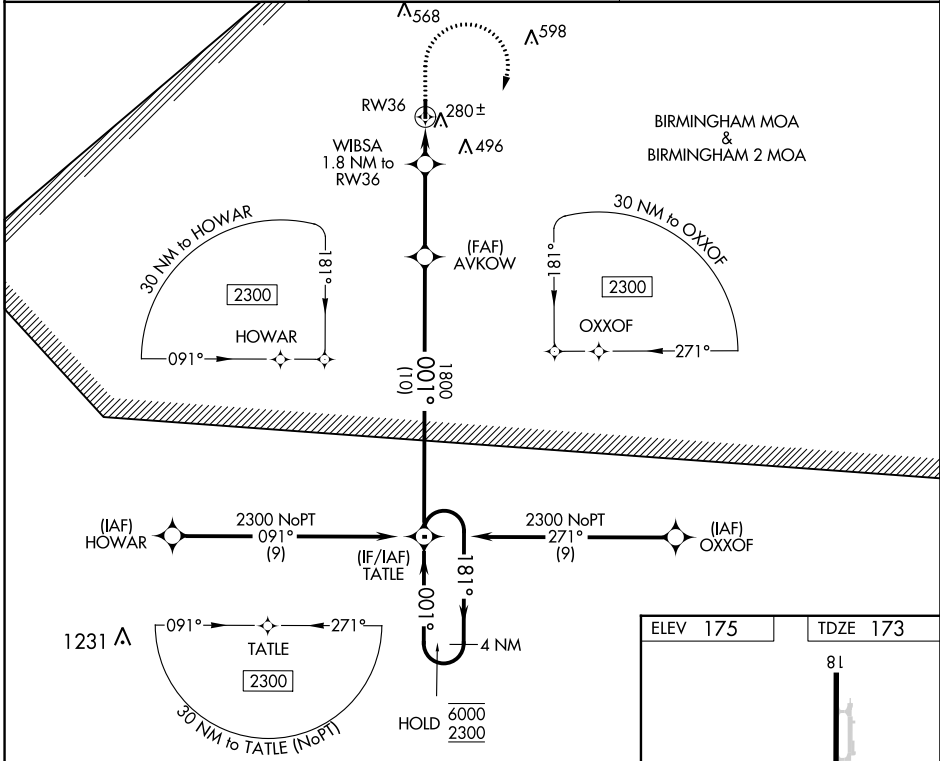 568
598
RW36
280±
WIBSA
1.8 NM to
RW36
496
BIRMINGHAM MOA
&
BIRMINGHAM 2 MOA
30 NM to HOWAR
181°
2300
HOWAR
091°
(FAF)
AVKOW
30 NM to OXXOF
181°
2300
OXXOF
271°
1800
001°
(10)
(IAF)
HOWAR
2300 NoPT
091°
(9)
(IF/IAF)
TATLE
2300 NoPT
271°
(9)
(IAF)
OXXOF
181°
001°
4 NM
HOLD
6000
2300
1231
091°
271°
TATLE
2300
30 NM to TATLE (NoPT)
ELEV 175
TDZE 173
18